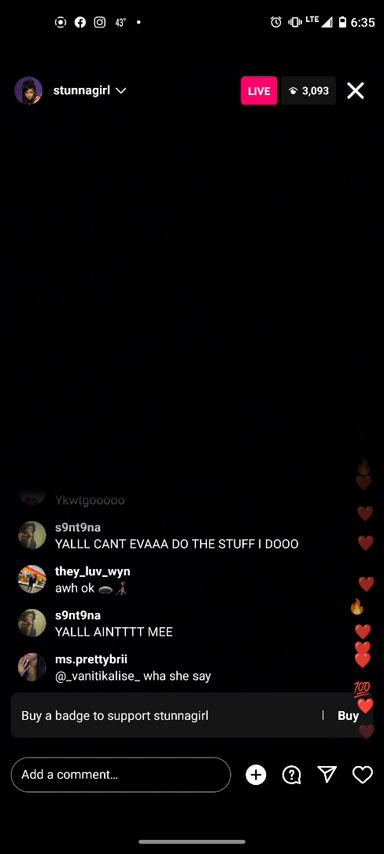 43°
LTE
6:35
stunnagirl
LIVE
3,093
Ykwtgooooo
s9nt9na
YALLL CANT EVAAA DO THE STUFF I DOOO
they_luv_wyn
awh ok 🕳️👩🏿‍🦯
s9nt9na
YALLL AINTTTT MEE
ms.prettybrii
@_vanitikalise_ wha she say
💯
Buy a badge to support stunnagirl
Buy
Add a comment...